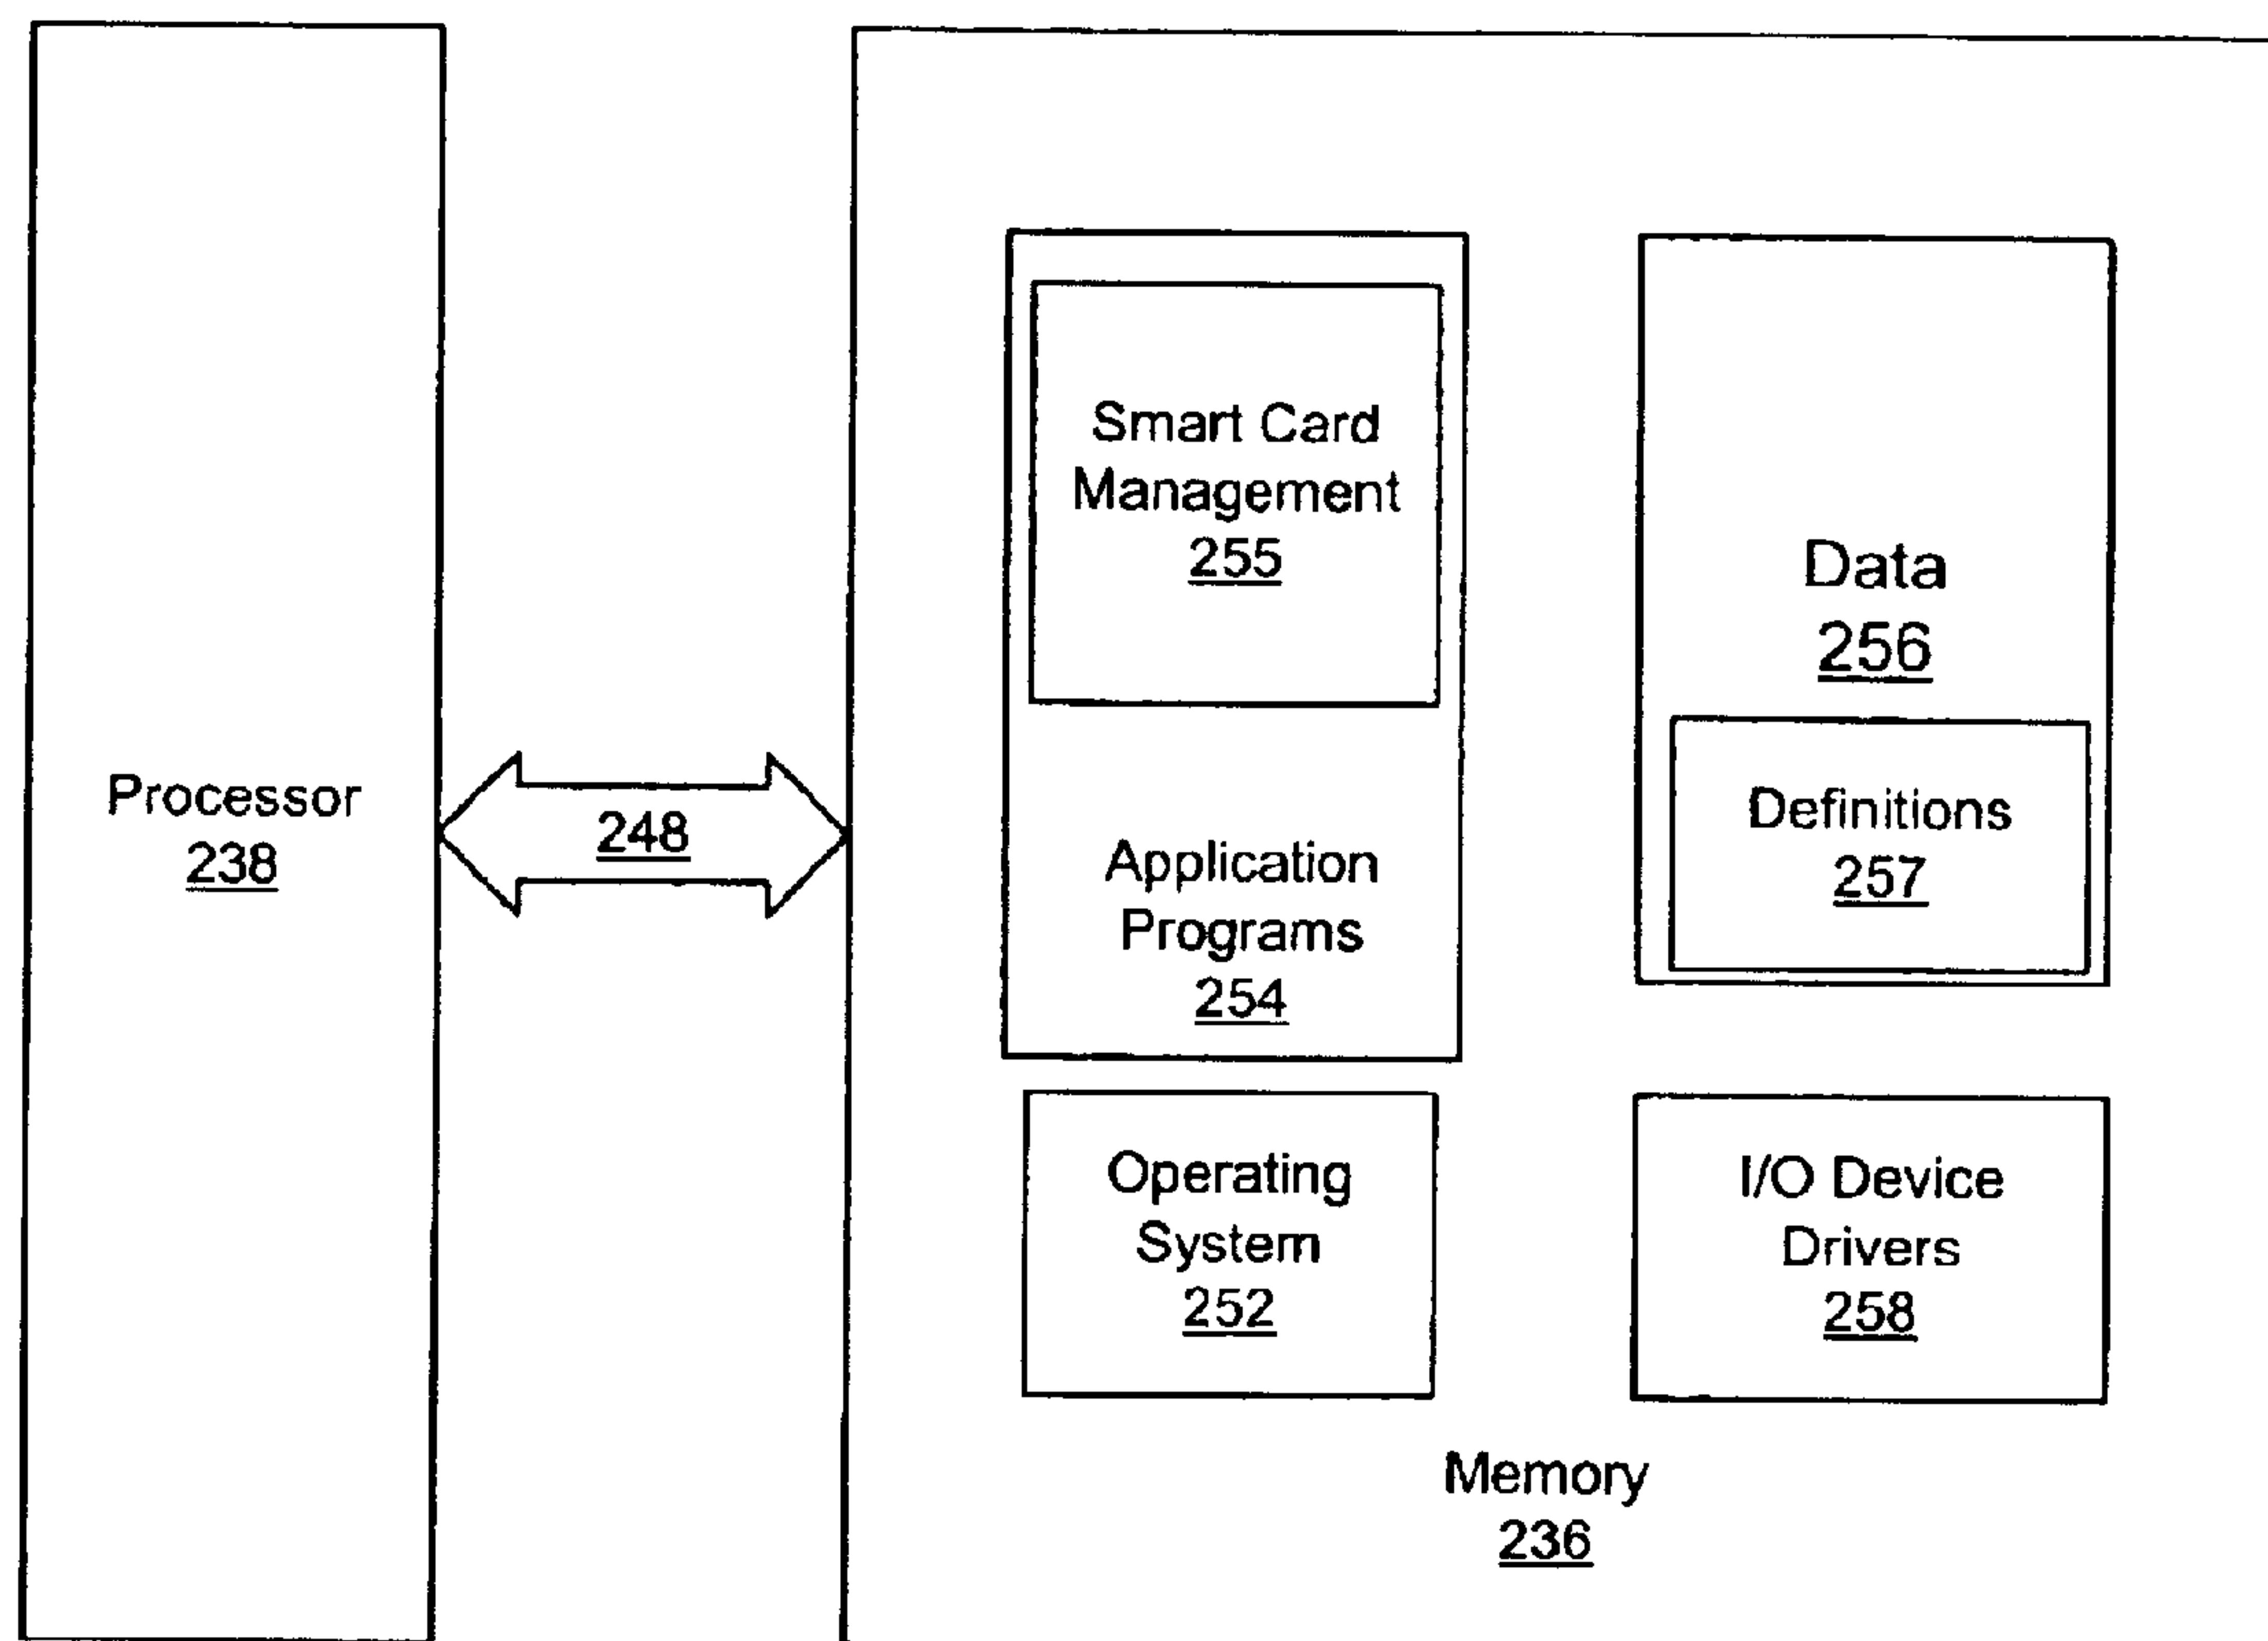 Processor
238
248
Smart Card
Management
255
Application
Programs
254
Data
256
Definitions
257
Operating
System
252
I/O Device
Drivers
258
Memory
236